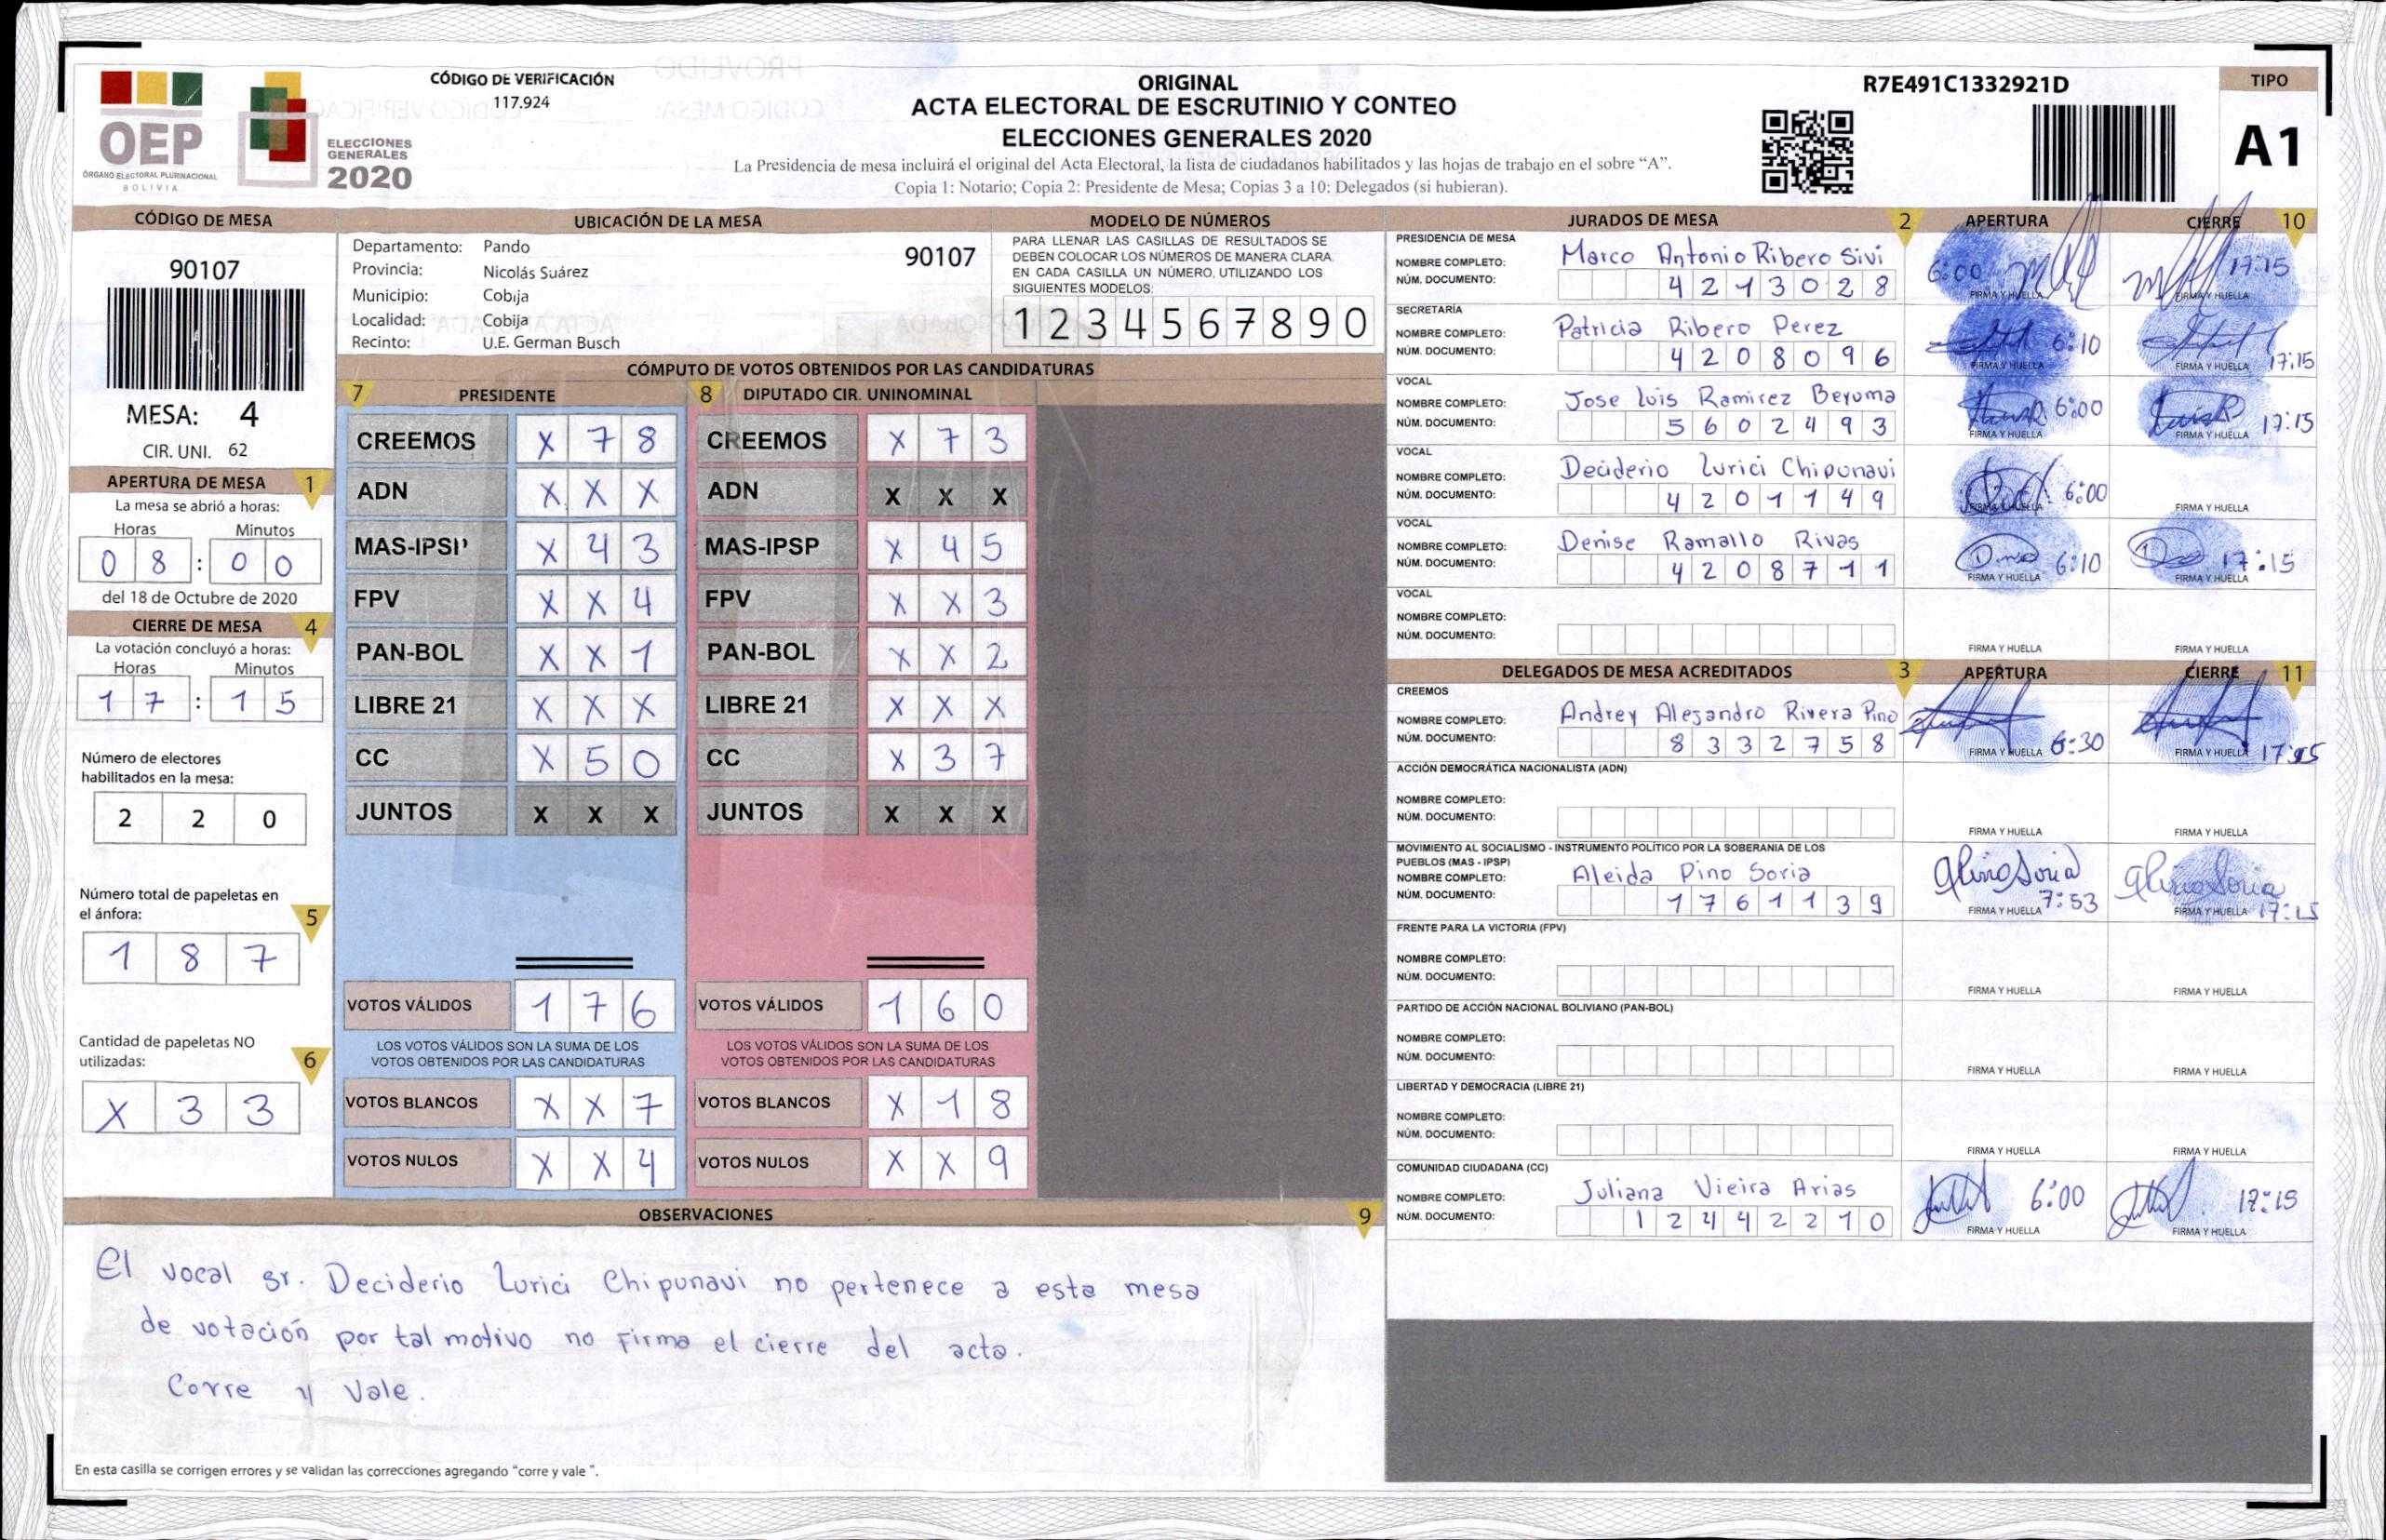 CÓDIGO DE VERIFICACIÓN
117.924
OEP
ÓRGANO ELECTORAL PLURINACIONAL
BOLIVIA
ELECCIONES
GENERALES
2020
ORIGINAL
ACTA ELECTORAL DE ESCRUTINIO Y CONTEO
ELECCIONES GENERALES 2020
La Presidencia de mesa incluirá el original del Acta Electoral, la lista de ciudadanos habilitados y las hojas de trabajo en el sobre “A”.
Copia 1: Notario; Copia 2: Presidente de Mesa; Copias 3 a 10: Delegados (si hubieran).
R7E491C1332921D
TIPO
A1
CÓDIGO DE MESA
90107
MESA: 4
CIR. UNI. 62
APERTURA DE MESA 1
La mesa se abrió a horas:
Horas Minutos
0 8 : 0 0
del 18 de Octubre de 2020
CIERRE DE MESA 4
La votación concluyó a horas:
Horas Minutos
1 7 : 1 5
Número de electores
habilitados en la mesa:
2 2 0
Número total de papeletas en
el ánfora: 5
1 8 7
Cantidad de papeletas NO
utilizadas: 6
X 3 3
UBICACIÓN DE LA MESA
Departamento: Pando 90107
Provincia: Nicolás Suárez
Municipio: Cobija
Localidad: Cobija
Recinto: U.E. German Busch
MODELO DE NÚMEROS
PARA LLENAR LAS CASILLAS DE RESULTADOS SE
DEBEN COLOCAR LOS NÚMEROS DE MANERA CLARA
EN CADA CASILLA UN NÚMERO, UTILIZANDO LOS
SIGUIENTES MODELOS:
1 2 3 4 5 6 7 8 9 0
CÓMPUTO DE VOTOS OBTENIDOS POR LAS CANDIDATURAS
7 PRESIDENTE
CREEMOS X 7 8
ADN X X X
MAS-IPSP X 4 3
FPV X X 4
PAN-BOL X X 1
LIBRE 21 X X X
CC X 5 0
JUNTOS X X X
VOTOS VÁLIDOS 1 7 6
LOS VOTOS VÁLIDOS SON LA SUMA DE LOS
VOTOS OBTENIDOS POR LAS CANDIDATURAS
VOTOS BLANCOS X X 7
VOTOS NULOS X X 4
8 DIPUTADO CIR. UNINOMINAL
CREEMOS X 7 3
ADN X X X
MAS-IPSP X 4 5
FPV X X 3
PAN-BOL X X 2
LIBRE 21 X X X
CC X 3 7
JUNTOS X X X
VOTOS VÁLIDOS 1 6 0
LOS VOTOS VÁLIDOS SON LA SUMA DE LOS
VOTOS OBTENIDOS POR LAS CANDIDATURAS
VOTOS BLANCOS X 1 8
VOTOS NULOS X X 9
OBSERVACIONES 9
El vocal sr. Deciderio Lurici Chipunavi no pertenece a esta mesa
de votación por tal motivo no firma el cierre del acta.
Corre y Vale.
En esta casilla se corrigen errores y se validan las correcciones agregando “corre y vale ”.
JURADOS DE MESA 2 APERTURA CIERRE 10
PRESIDENCIA DE MESA
NOMBRE COMPLETO: Marco Antonio Ribero Sivi
NÚM. DOCUMENTO: 4 2 1 3 0 2 8
6:00 17:15
FIRMA Y HUELLA FIRMA Y HUELLA
SECRETARÍA
NOMBRE COMPLETO: Patricia Ribero Perez
NÚM. DOCUMENTO: 4 2 0 8 0 9 6
6:10 17:15
FIRMA Y HUELLA FIRMA Y HUELLA
VOCAL
NOMBRE COMPLETO: Jose Luis Ramirez Beyuma
NÚM. DOCUMENTO: 5 6 0 2 4 9 3
6:00 17:15
FIRMA Y HUELLA FIRMA Y HUELLA
VOCAL
NOMBRE COMPLETO: Deciderio Lurici Chipunavi
NÚM. DOCUMENTO: 4 2 0 1 1 4 9
6:00
FIRMA Y HUELLA FIRMA Y HUELLA
VOCAL
NOMBRE COMPLETO: Denise Ramallo Rivas
NÚM. DOCUMENTO: 4 2 0 8 7 1 1
6:10 17:15
FIRMA Y HUELLA FIRMA Y HUELLA
VOCAL
NOMBRE COMPLETO:
NÚM. DOCUMENTO:
FIRMA Y HUELLA FIRMA Y HUELLA
DELEGADOS DE MESA ACREDITADOS 3 APERTURA CIERRE 11
CREEMOS
NOMBRE COMPLETO: Andrey Alejandro Rivera Pino
NÚM. DOCUMENTO: 8 3 3 2 7 5 8
FIRMA Y HUELLA 6:30 FIRMA Y HUELLA 17:15
ACCIÓN DEMOCRÁTICA NACIONALISTA (ADN)
NOMBRE COMPLETO:
NÚM. DOCUMENTO:
FIRMA Y HUELLA FIRMA Y HUELLA
MOVIMIENTO AL SOCIALISMO - INSTRUMENTO POLÍTICO POR LA SOBERANIA DE LOS
PUEBLOS (MAS - IPSP)
NOMBRE COMPLETO: Aleida Pino Soria
NÚM. DOCUMENTO: 1 7 6 1 1 3 9
FIRMA Y HUELLA 7:53 FIRMA Y HUELLA 17:15
FRENTE PARA LA VICTORIA (FPV)
NOMBRE COMPLETO:
NÚM. DOCUMENTO:
FIRMA Y HUELLA FIRMA Y HUELLA
PARTIDO DE ACCIÓN NACIONAL BOLIVIANO (PAN-BOL)
NOMBRE COMPLETO:
NÚM. DOCUMENTO:
FIRMA Y HUELLA FIRMA Y HUELLA
LIBERTAD Y DEMOCRACIA (LIBRE 21)
NOMBRE COMPLETO:
NÚM. DOCUMENTO:
FIRMA Y HUELLA FIRMA Y HUELLA
COMUNIDAD CIUDADANA (CC)
NOMBRE COMPLETO: Juliana Vieira Arias
NÚM. DOCUMENTO: 1 2 4 4 2 2 1 0
6:00 17:15
FIRMA Y HUELLA FIRMA Y HUELLA